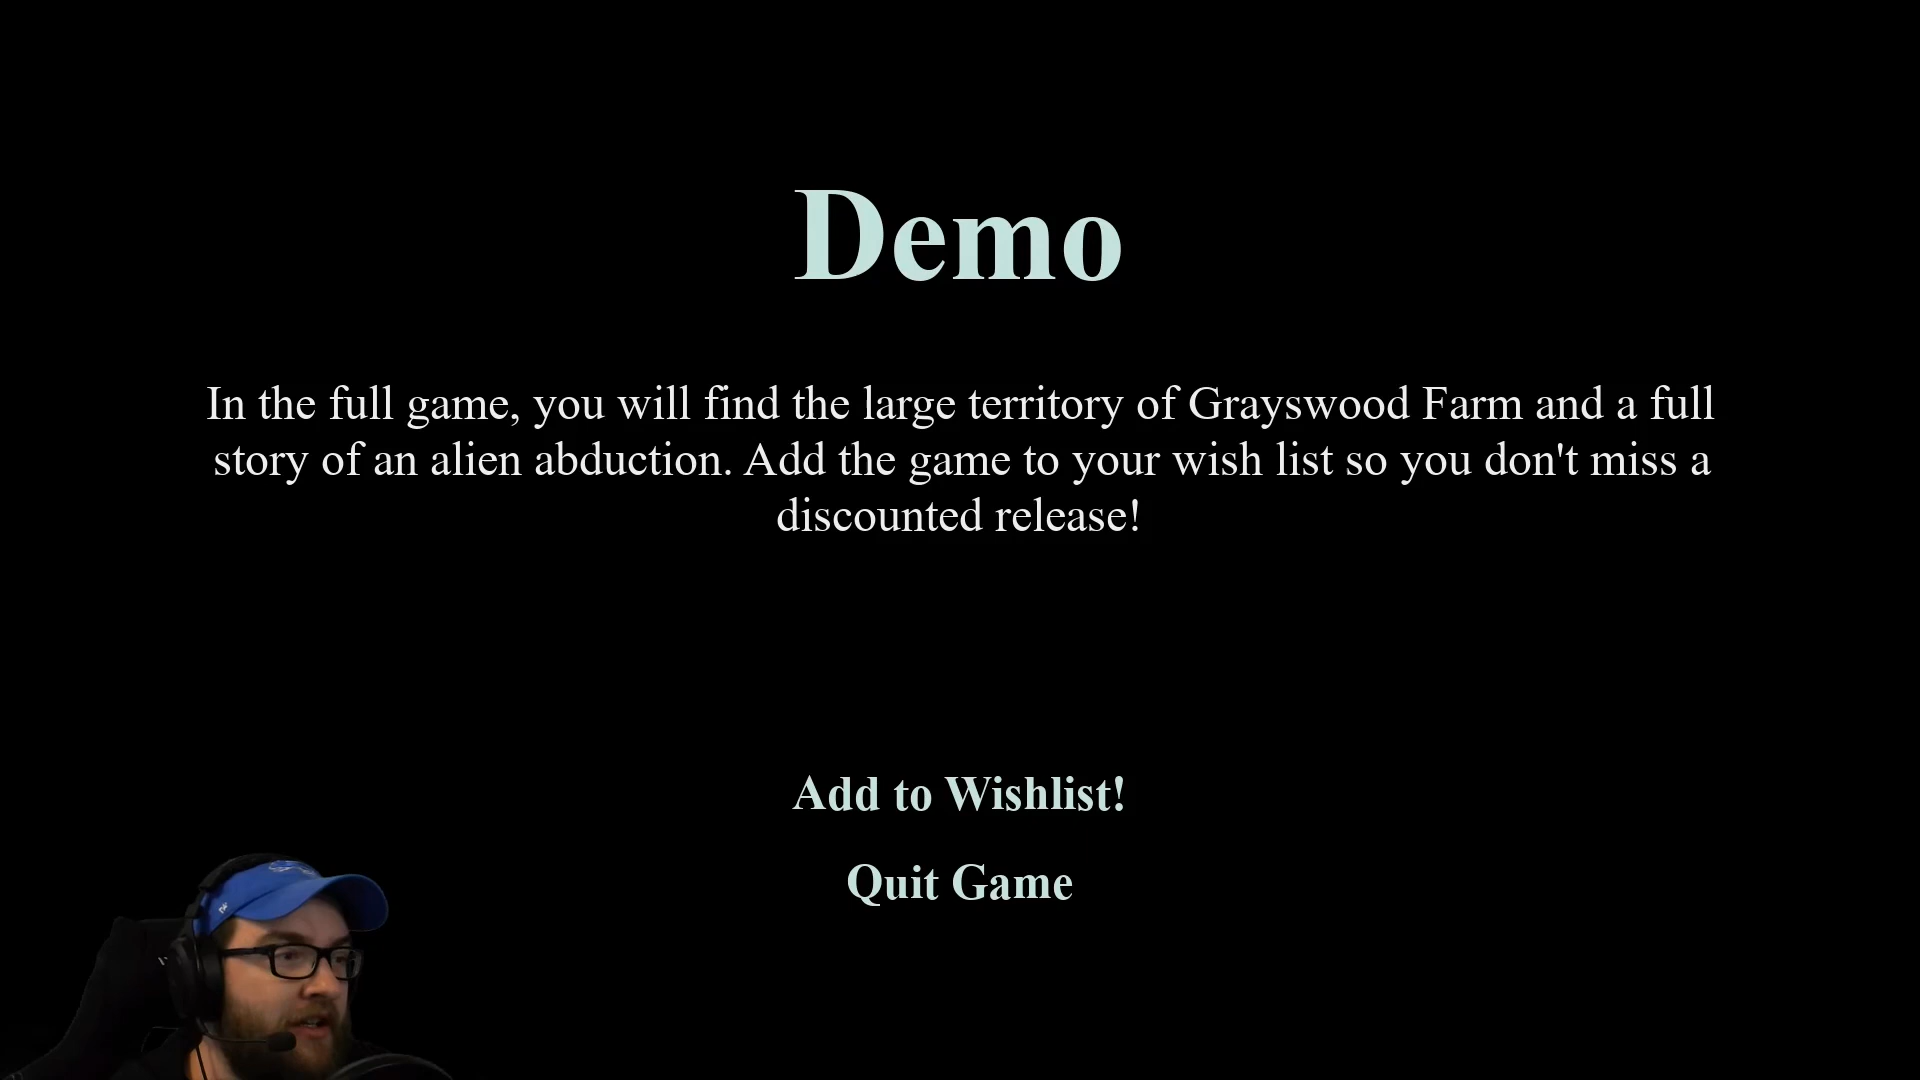 Demo
In the full game, you will find the large territory of Grayswood Farm and a full
story of an alien abduction. Add the game to your wish list so you don't miss a
discounted release!
Add to Wishlist!
Quit Game